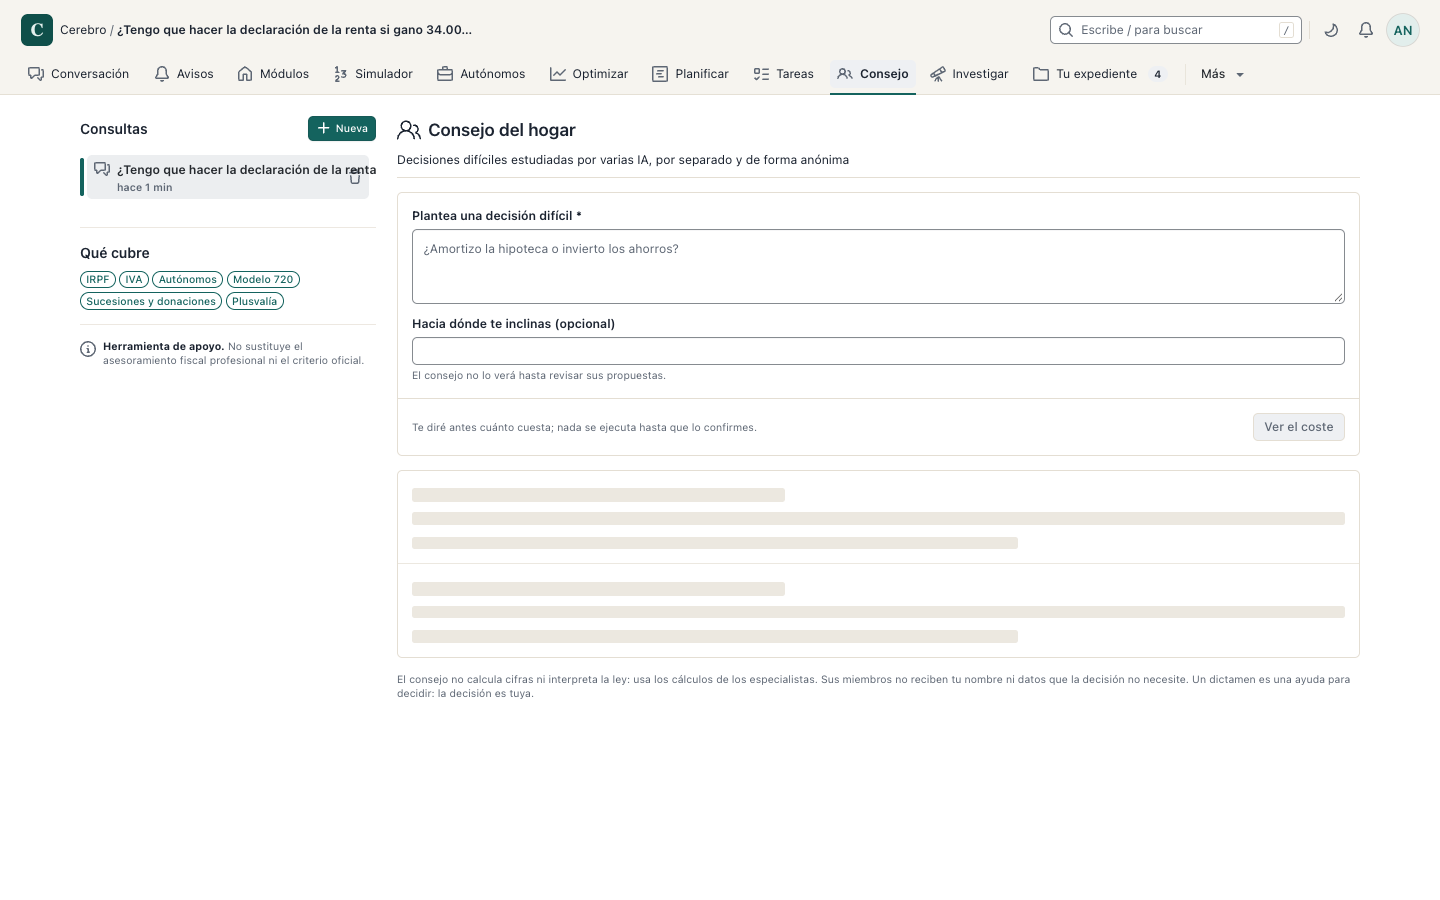 C Cerebro / ¿Tengo que hacer la declaración de la renta si gano 34.00...
Escribe / para buscar /
AN
Conversación Avisos Módulos Simulador Autónomos Optimizar Planificar Tareas Consejo Investigar Tu expediente 4 Más
Consultas
Nueva
¿Tengo que hacer la declaración de la renta
hace 1 min
Qué cubre
IRPF IVA Autónomos Modelo 720
Sucesiones y donaciones Plusvalía
Herramienta de apoyo. No sustituye el
asesoramiento fiscal profesional ni el criterio oficial.
Consejo del hogar
Decisiones difíciles estudiadas por varias IA, por separado y de forma anónima
Plantea una decisión difícil *
¿Amortizo la hipoteca o invierto los ahorros?
Hacia dónde te inclinas (opcional)
El consejo no lo verá hasta revisar sus propuestas.
Te diré antes cuánto cuesta; nada se ejecuta hasta que lo confirmes.
Ver el coste
El consejo no calcula cifras ni interpreta la ley: usa los cálculos de los especialistas. Sus miembros no reciben tu nombre ni datos que la decisión no necesite. Un dictamen es una ayuda para
decidir: la decisión es tuya.